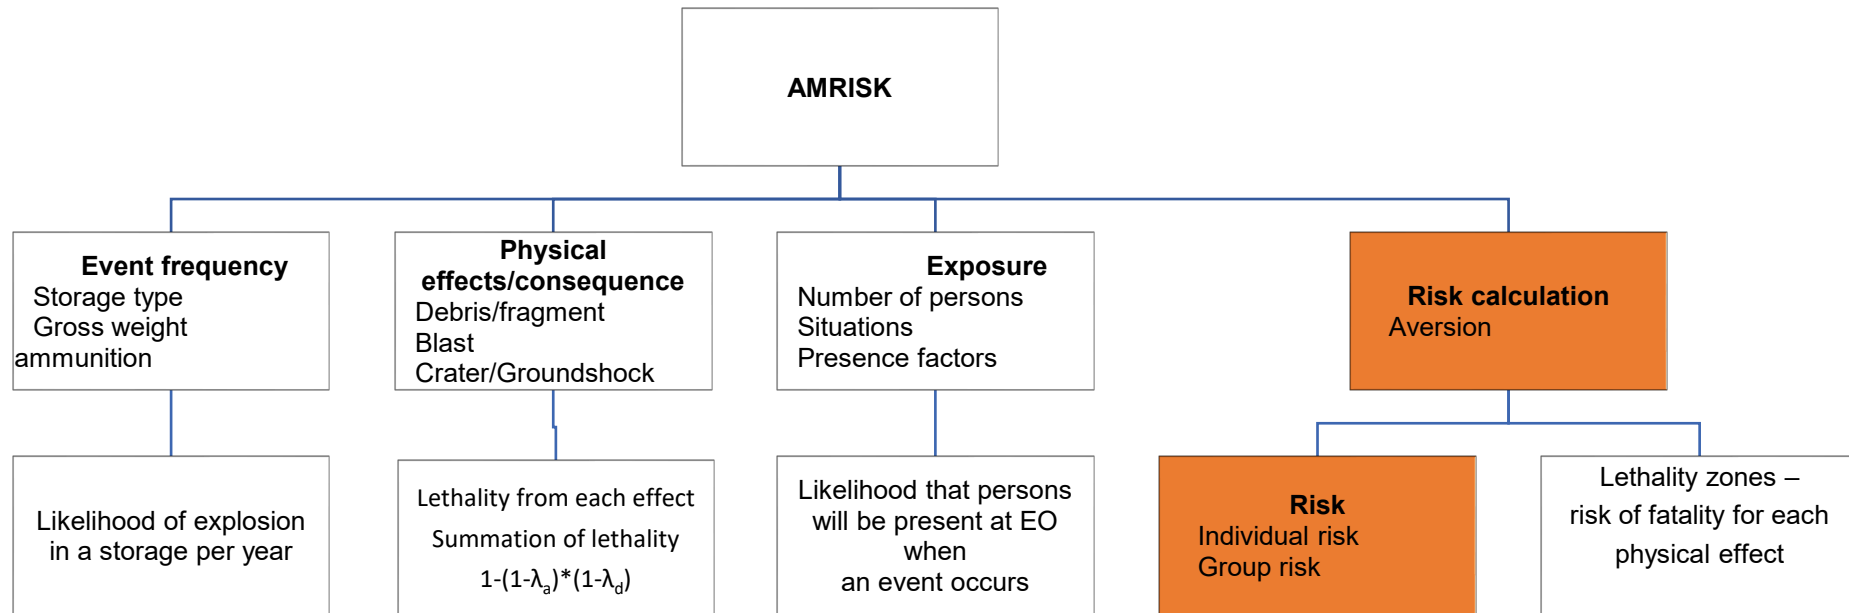 AMRISK
Event frequency
Storage type
Gross weight
ammunition
Physical
effects/consequence
Debris/fragment
Blast
Crater/Groundshock
Exposure
Number of persons
Situations
Presence factors
Risk calculation
Aversion
Likelihood of explosion
in a storage per year
Lethality from each effect
Summation of lethality
1-(1-λₐ)*(1-λd)
Likelihood that persons
will be present at EO
when
an event occurs
Risk
Individual risk
Group risk
Lethality zones –
risk of fatality for each
physical effect